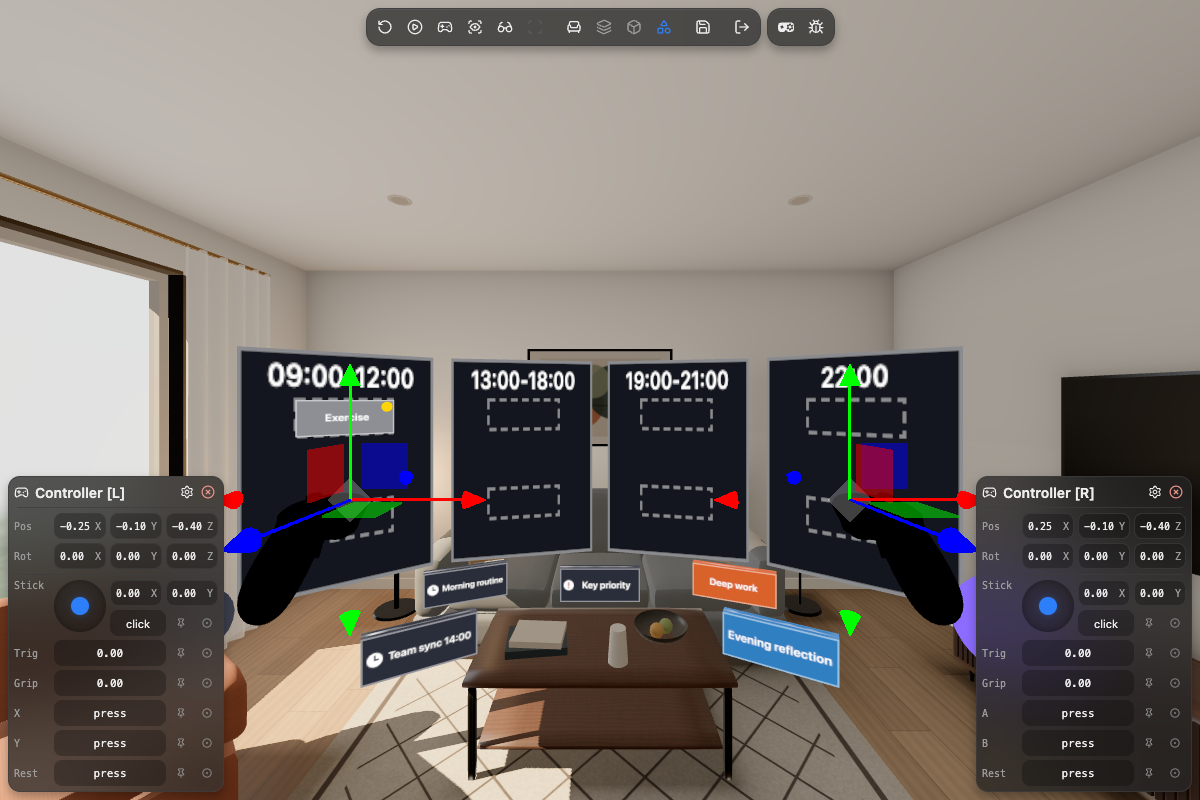 09:00-12:00
Exercise
13:00-18:00
19:00-21:00
22:00
Morning routine
Key priority
Deep work
Team sync 14:00
Evening reflection
Controller [L]
Pos -0.25 X -0.10 Y -0.40 Z
Rot 0.00 X 0.00 Y 0.00 Z
Stick 0.00 X 0.00 Y
click
Trig 0.00
Grip 0.00
X press
Y press
Rest press
Controller [R]
Pos 0.25 X -0.10 Y -0.40 Z
Rot 0.00 X 0.00 Y 0.00 Z
Stick 0.00 X 0.00 Y
click
Trig 0.00
Grip 0.00
A press
B press
Rest press